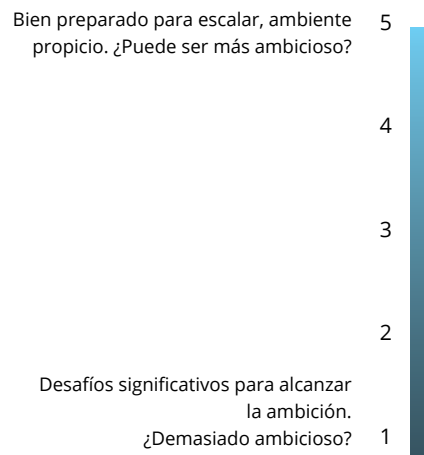 Bien preparado para escalar, ambiente
propicio. ¿Puede ser más ambicioso?
5
4
3
2
Desafíos significativos para alcanzar
la ambición.
¿Demasiado ambicioso?
1